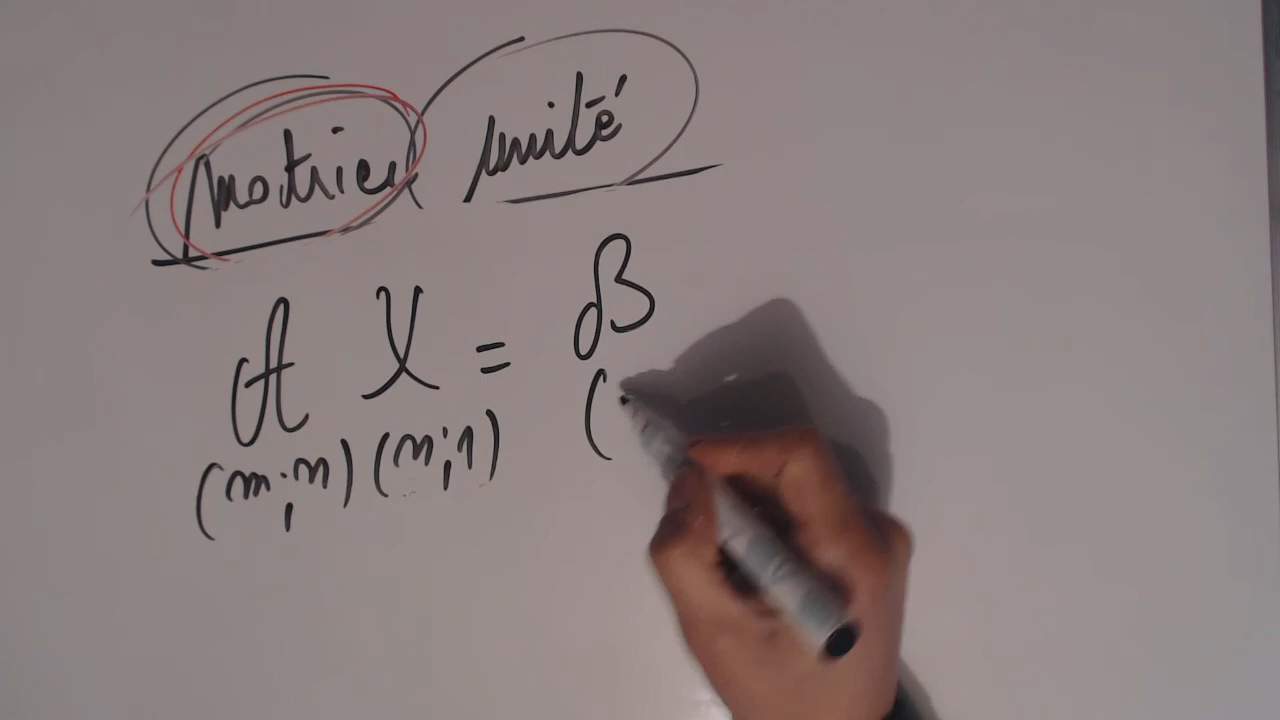 Matrice unité
A X = B
(m;n) (n;1) (